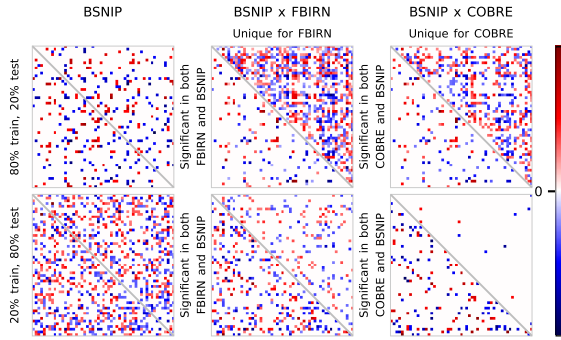 BSNIP
BSNIP x FBIRN
BSNIP x COBRE
Unique for FBIRN
Unique for COBRE
80% train, 20% test
Significant in both
FBIRN and BSNIP
Significant in both
COBRE and BSNIP
0
20% train, 80% test
Significant in both
FBIRN and BSNIP
Significant in both
COBRE and BSNIP